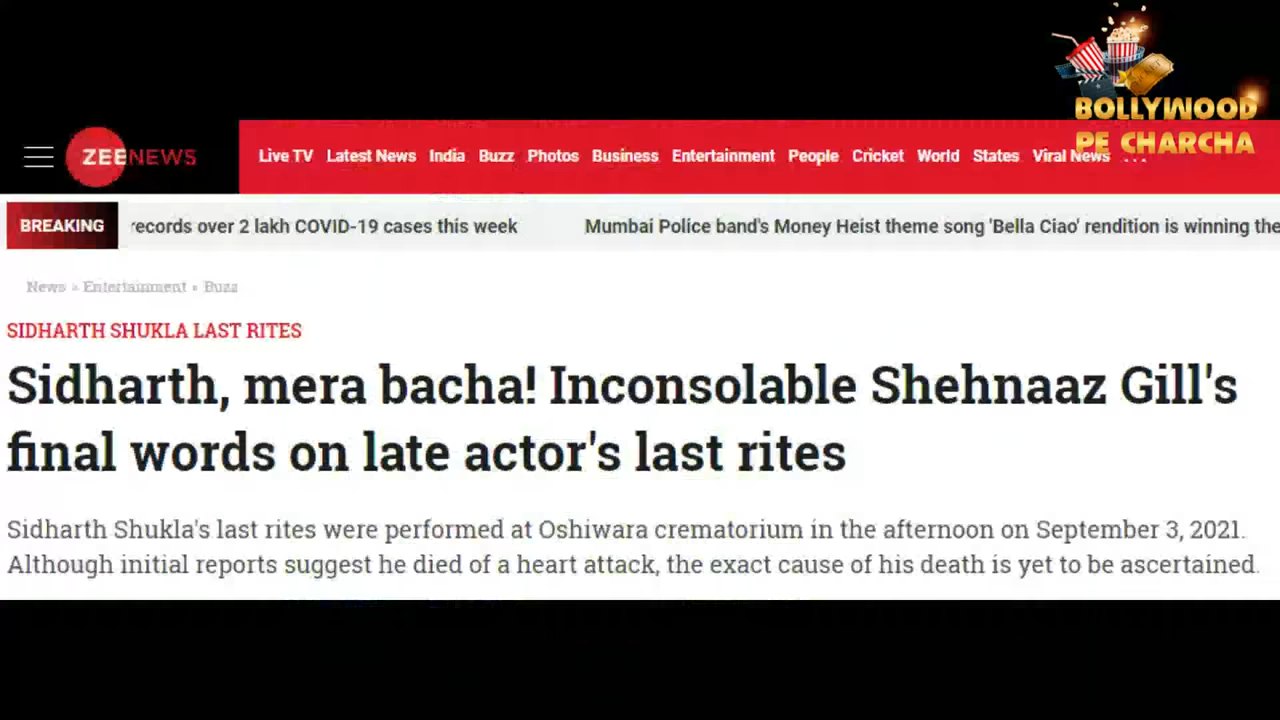 BOLLYWOOD
PE CHARCHA
ZEENEWS
Live TV Latest News India Buzz Photos Business Entertainment People Cricket World States Viral News ...
BREAKING records over 2 lakh COVID-19 cases this week Mumbai Police band's Money Heist theme song 'Bella Ciao' rendition is winning the
News » Entertainment » Buzz
SIDHARTH SHUKLA LAST RITES
Sidharth, mera bacha! Inconsolable Shehnaaz Gill's
final words on late actor's last rites
Sidharth Shukla's last rites were performed at Oshiwara crematorium in the afternoon on September 3, 2021.
Although initial reports suggest he died of a heart attack, the exact cause of his death is yet to be ascertained.